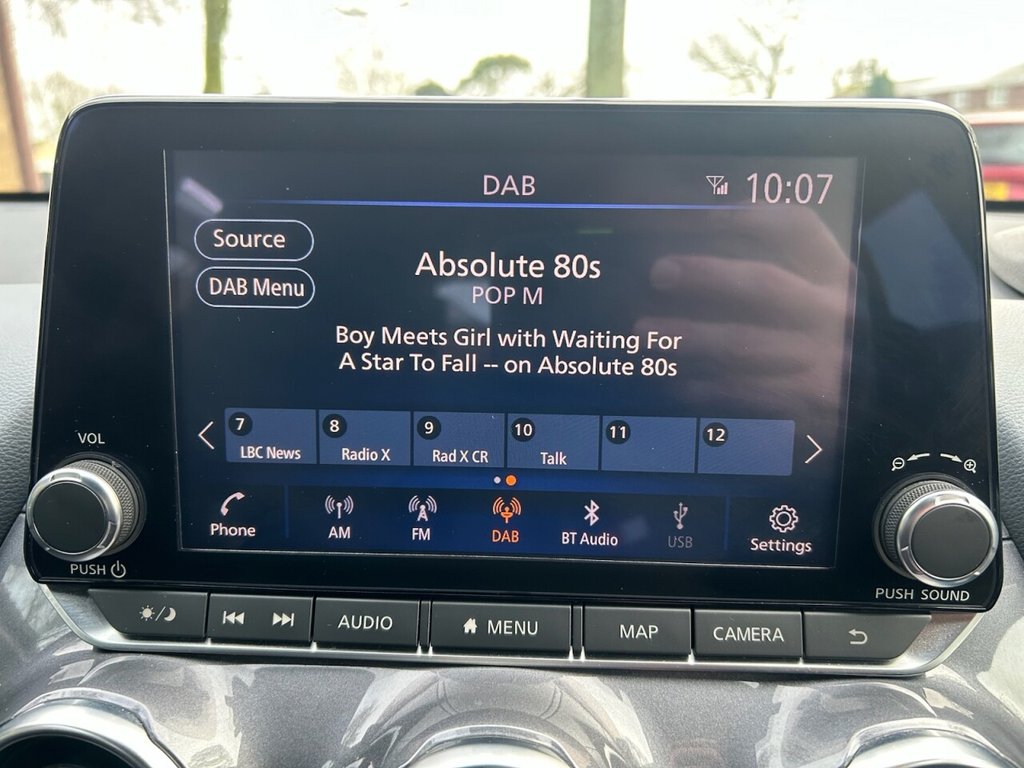 DAB
10:07
Source
DAB Menu
Absolute 80s
POP M
Boy Meets Girl with Waiting For
A Star To Fall -- on Absolute 80s
7 8 9 10 11 12
LBC News Radio X Rad X CR Talk
Phone AM FM DAB BT Audio USB Settings
VOL
PUSH
PUSH SOUND
AUDIO MENU MAP CAMERA